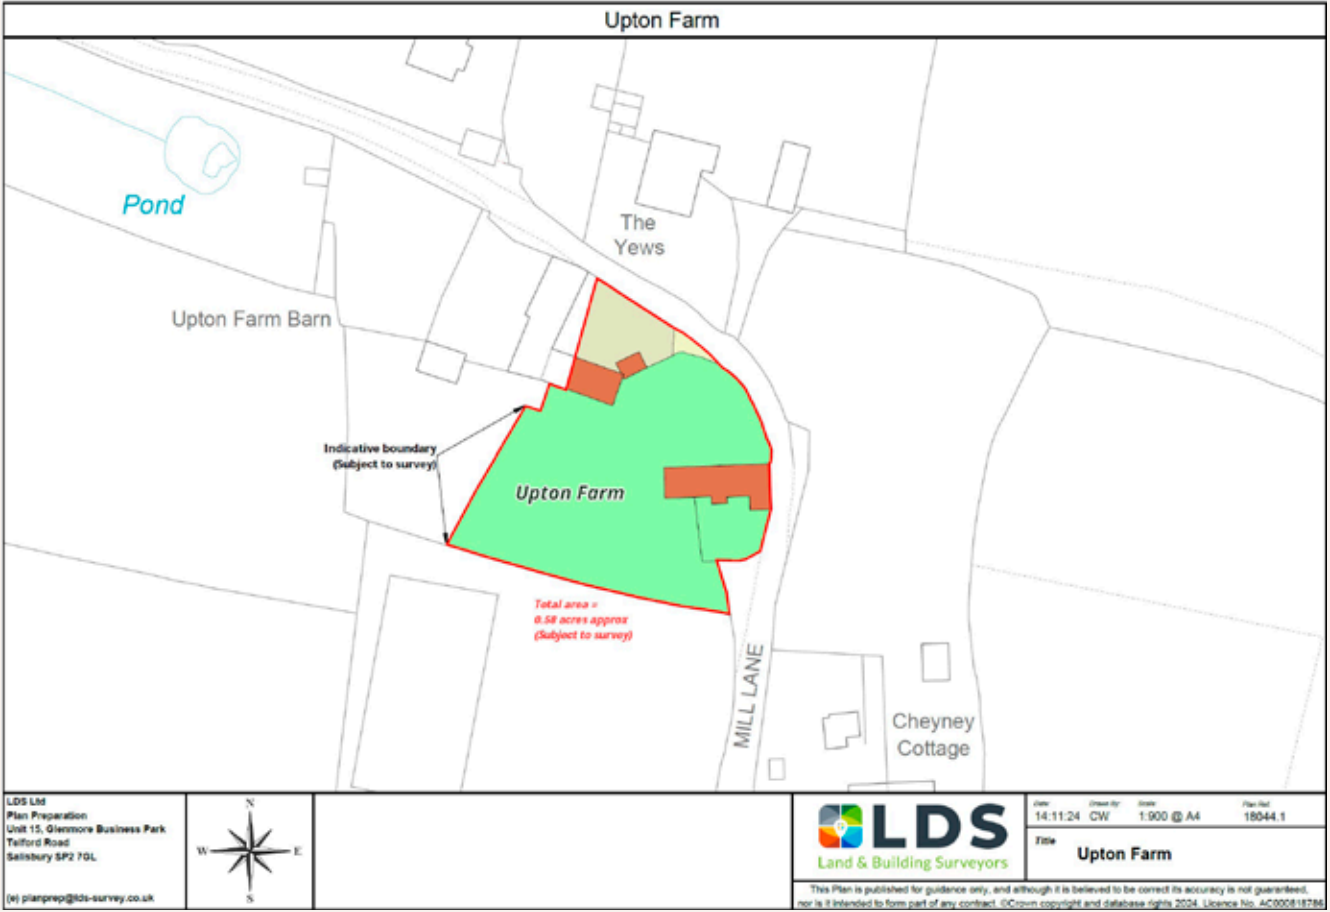 Upton Farm
Pond
The
Yews
Upton Farm Barn
Indicative boundary
(Subject to survey)
Upton Farm
Total area =
0.58 acres approx
(Subject to survey)
MILL LANE
Cheyney
Cottage
LDS Ltd
Plan Preparation
Unit 15, Glenmore Business Park
Telford Road
Salisbury SP2 7GL
(e) planprep@lds-survey.co.uk
N
W E
S
LDS
Land & Building Surveyors
Date Drawn By Scale Plan Ref
14:11:24 CW 1:900 @ A4 18044.1
Title
Upton Farm
This Plan is published for guidance only, and although it is believed to be correct its accuracy is not guaranteed,
nor is it intended to form part of any contract. ©Crown copyright and database rights 2024. Licence No. AC000818786